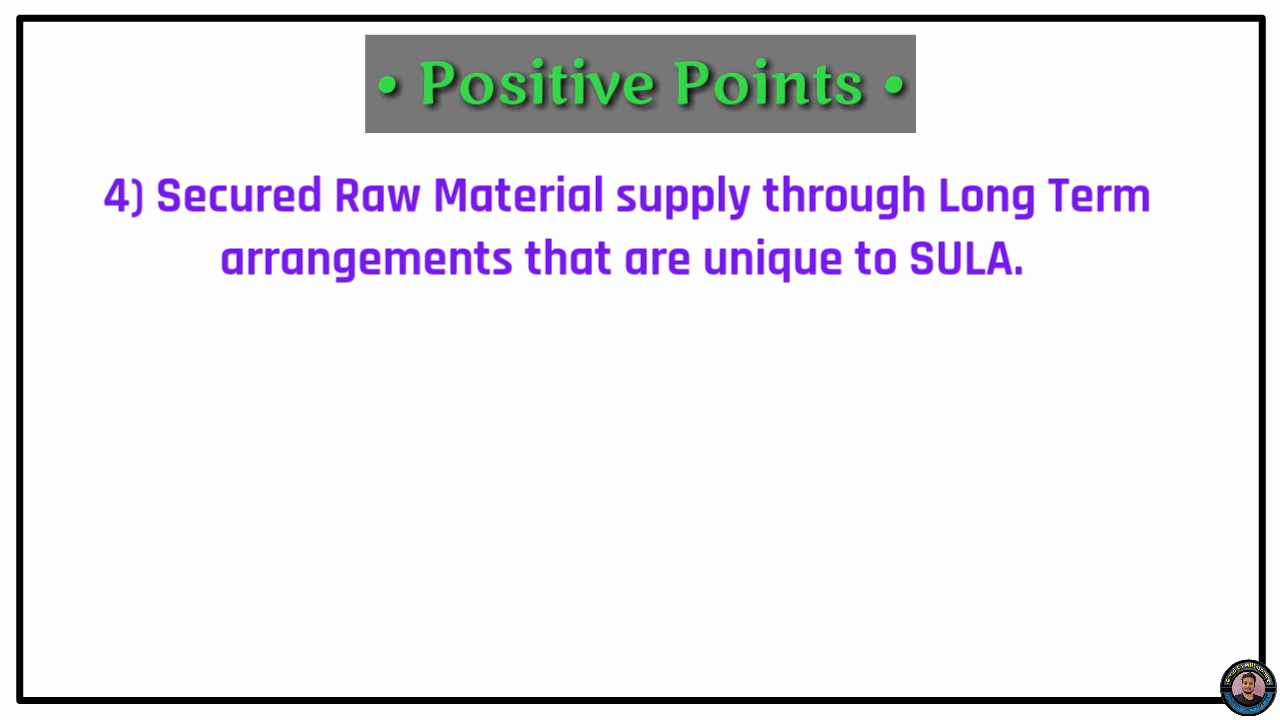 • Positive Points •
4) Secured Raw Material supply through Long Term
arrangements that are unique to SULA.